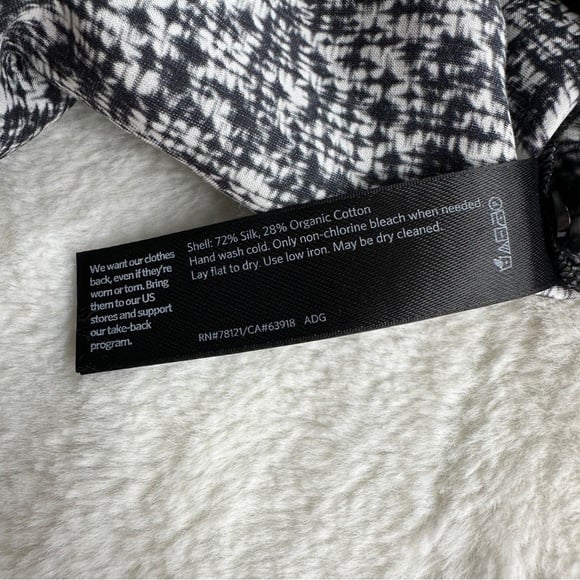 We want our clothes
back, even if they're
worn or torn. Bring
them to our US
stores and support
our take-back
program.
Shell: 72% Silk, 28% Organic Cotton
Hand wash cold. Only non-chlorine bleach when needed.
Lay flat to dry. Use low iron. May be dry cleaned.
RN#78121/CA#63918 ADG